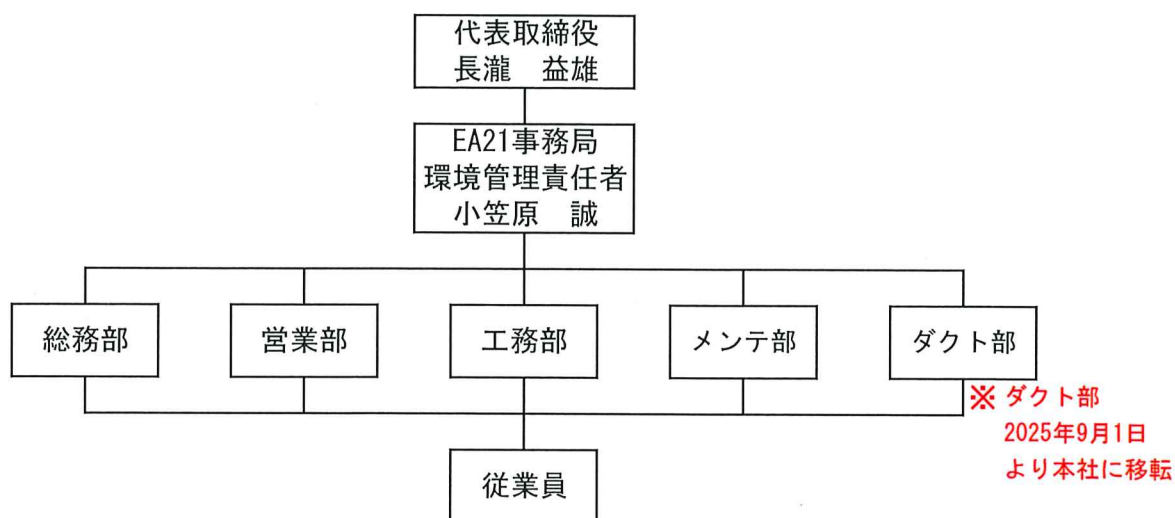 代表取締役
長瀧　益雄
EA21事務局
環境管理責任者
小笠原　誠
総務部
営業部
工務部
メンテ部
ダクト部
※ ダクト部
2025年9月1日
より本社に移転
従業員